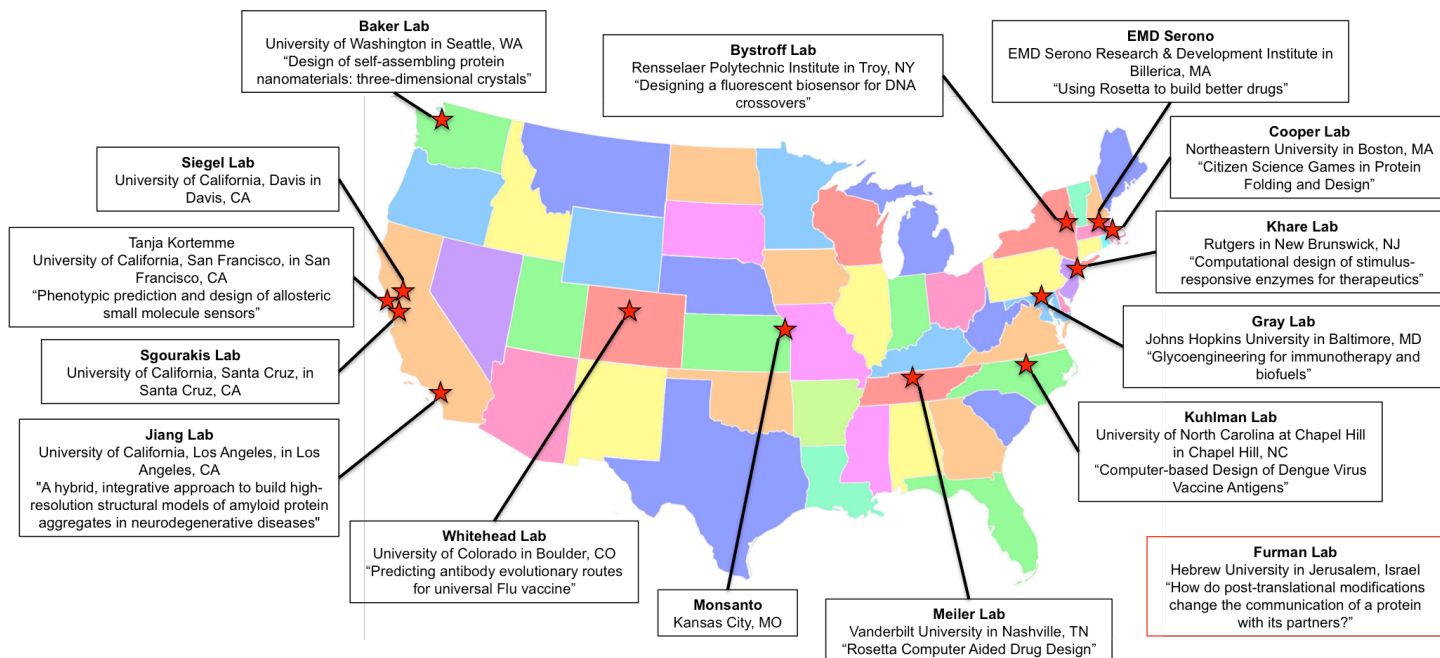 Baker Lab
University of Washington in Seattle, WA
“Design of self-assembling protein
nanomaterials: three-dimensional crystals”
Bystroff Lab
Rensselaer Polytechnic Institute in Troy, NY
“Designing a fluorescent biosensor for DNA
crossovers”
EMD Serono
EMD Serono Research & Development Institute in
Billerica, MA
“Using Rosetta to build better drugs”
Siegel Lab
University of California, Davis in
Davis, CA
Cooper Lab
Northeastern University in Boston, MA
“Citizen Science Games in Protein
Folding and Design”
Tanja Kortemme
University of California, San Francisco, in San
Francisco, CA
“Phenotypic prediction and design of allosteric
small molecule sensors”
Khare Lab
Rutgers in New Brunswick, NJ
“Computational design of stimulus-
responsive enzymes for therapeutics”
Sgourakis Lab
University of California, Santa Cruz, in
Santa Cruz, CA
Gray Lab
Johns Hopkins University in Baltimore, MD
“Glycoengineering for immunotherapy and
biofuels”
Jiang Lab
University of California, Los Angeles, in Los
Angeles, CA
"A hybrid, integrative approach to build high-
resolution structural models of amyloid protein
aggregates in neurodegenerative diseases"
Kuhlman Lab
University of North Carolina at Chapel Hill
in Chapel Hill, NC
“Computer-based Design of Dengue Virus
Vaccine Antigens”
Whitehead Lab
University of Colorado in Boulder, CO
“Predicting antibody evolutionary routes
for universal Flu vaccine”
Monsanto
Kansas City, MO
Meiler Lab
Vanderbilt University in Nashville, TN
“Rosetta Computer Aided Drug Design”
Furman Lab
Hebrew University in Jerusalem, Israel
“How do post-translational modifications
change the communication of a protein
with its partners?”